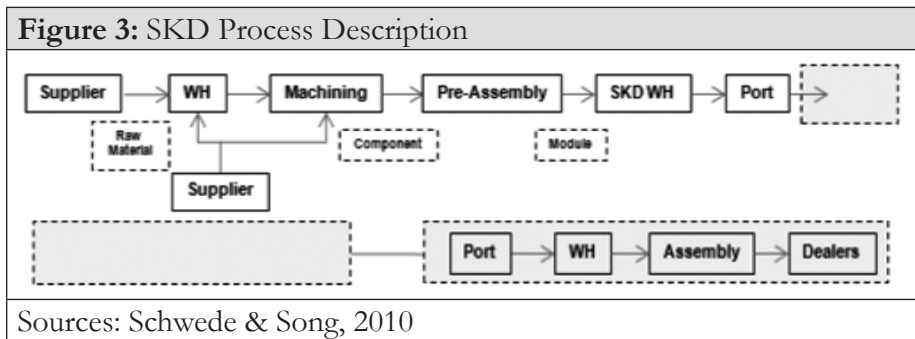 Figure 3: SKD Process Description
Supplier WH Machining Pre-Assembly SKD WH Port
Raw
Material
Component Module
Supplier
Port WH Assembly Dealers
Sources: Schwede & Song, 2010